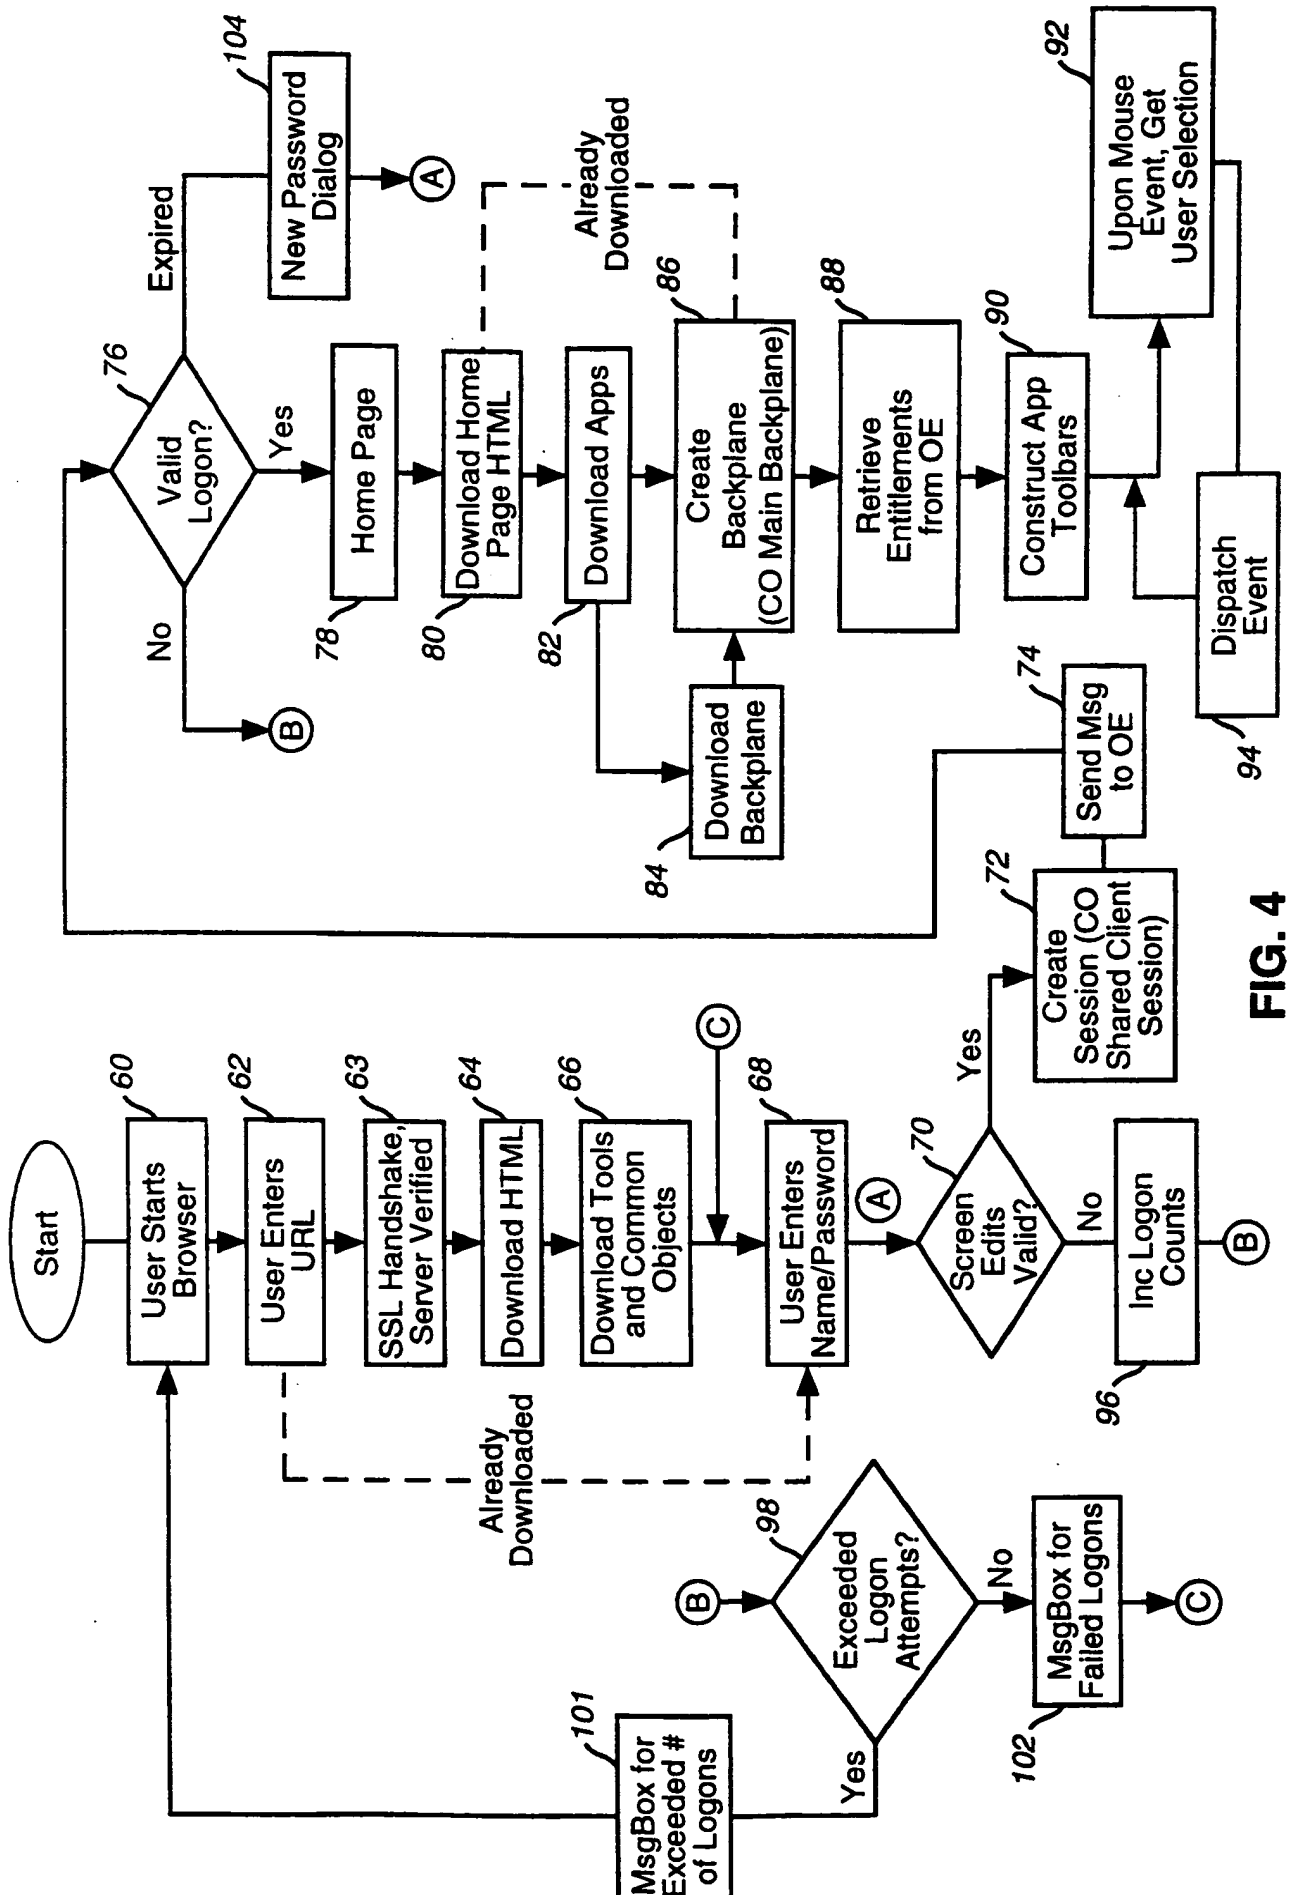 Start
60
User Starts
Browser
62
User Enters
URL
63
SSL Handshake,
Server Verified
64
Download HTML
66
Download Tools
and Common
Objects
C
68
User Enters
Name/Password
Already
Downloaded
A
70
Screen
Edits
Valid?
Yes
No
96
Inc Logon
Counts
B
72
Create
Session (CO
Shared Client
Session)
74
Send Msg
to OE
B
98
Exceeded
Logon
Attempts?
Yes
No
101
MsgBox for
Exceeded #
of Logons
102
MsgBox for
Failed Logons
C
76
Valid
Logon?
No
B
Expired
104
New Password
Dialog
A
Yes
78
Home Page
80
Download Home
Page HTML
Already
Downloaded
82
Download Apps
84
Download
Backplane
86
Create
Backplane
(CO Main Backplane)
88
Retrieve
Entitlements
from OE
90
Construct App
Toolbars
92
Upon Mouse
Event, Get
User Selection
94
Dispatch
Event
FIG. 4